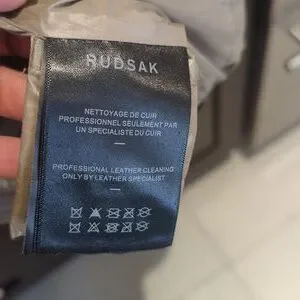 RUDSAK
NETTOYAGE DE CUIR
PROFESSIONNEL SEULEMENT PAR
UN SPECIALISTE DU CUIR
—
PROFESSIONAL LEATHER CLEANING
ONLY BY LEATHER SPECIALIST
—